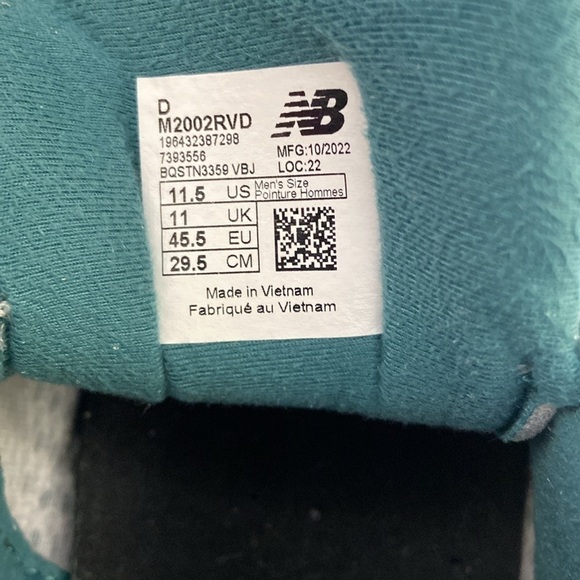 D
M2002RVD
196432387298
7393556
BQSTN3359 VBJ
NB
MFG:10/2022
LOC:22
11.5 US Men's Size Pointure Hommes
11 UK
45.5 EU
29.5 CM
Made in Vietnam
Fabriqué au Vietnam